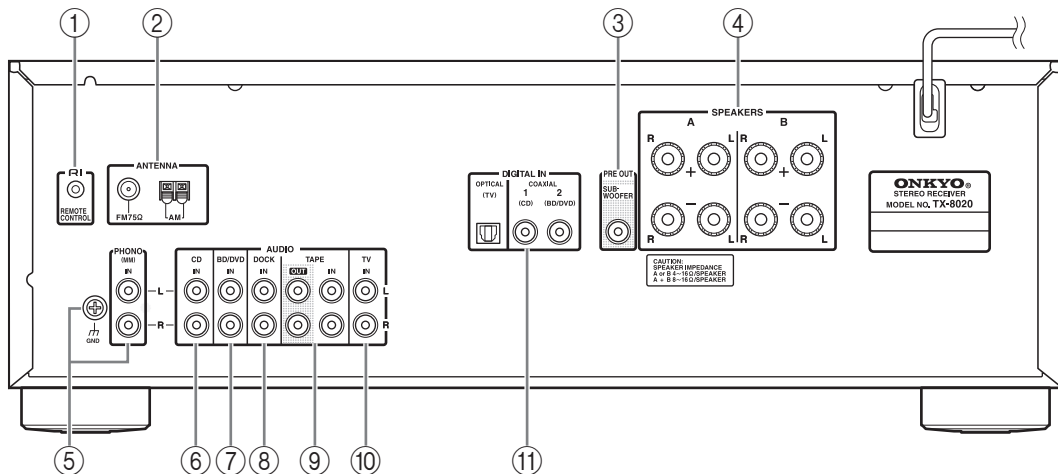 ① ② ③ ④
SPEAKERS
A B
R L R L
+ +
− −
R L R L
RI
REMOTE
CONTROL
ANTENNA
FM75Ω
AM
DIGITAL IN
OPTICAL
(TV)
COAXIAL
1 2
(CD) (BD/DVD)
PRE OUT
SUB-
WOOFER
ONKYO®
STEREO RECEIVER
MODEL NO. TX-8020
CAUTION:
SPEAKER IMPEDANCE
A or B 4~16Ω/SPEAKER
A + B 8~16Ω/SPEAKER
PHONO
(MM)
IN
GND
L
R
AUDIO
CD BD/DVD DOCK TAPE TV
IN IN IN OUT IN IN
L
R
⑤ ⑥ ⑦ ⑧ ⑨ ⑩ ⑪